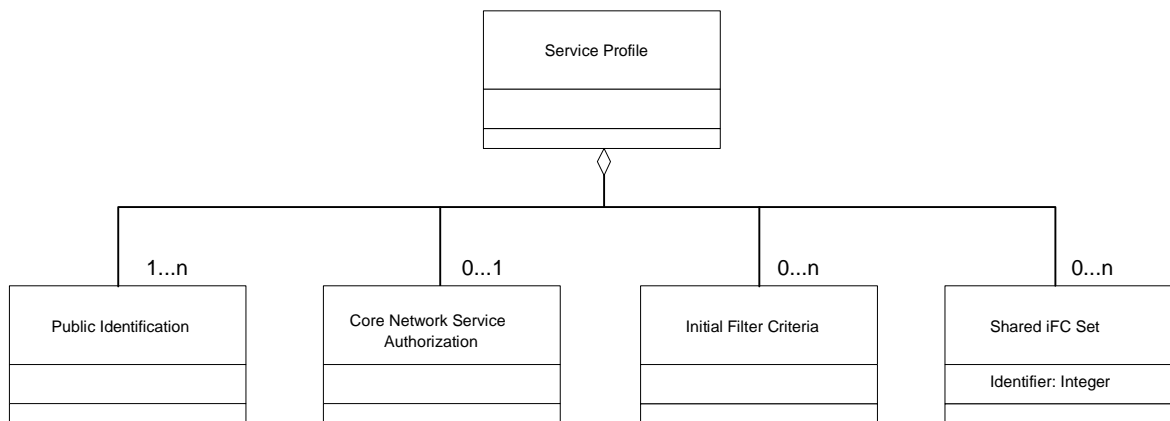 Service Profile
1...n
0...1
0...n
0...n
Public Identification
Core Network Service
Authorization
Initial Filter Criteria
Shared iFC Set
Identifier: Integer